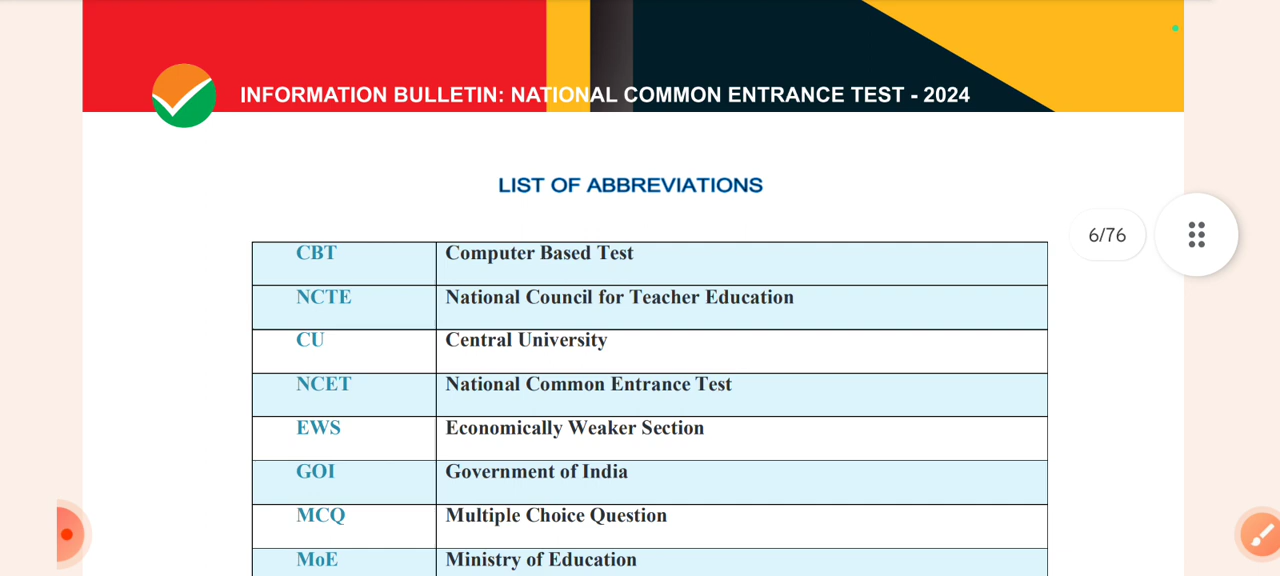 INFORMATION BULLETIN: NATIONAL COMMON ENTRANCE TEST - 2024
LIST OF ABBREVIATIONS
6/76
CBT Computer Based Test
NCTE National Council for Teacher Education
CU Central University
NCET National Common Entrance Test
EWS Economically Weaker Section
GOI Government of India
MCQ Multiple Choice Question
MoE Ministry of Education